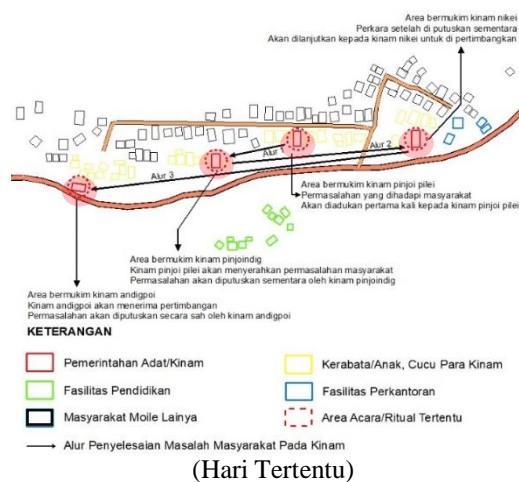 Area bermukim kinam nikei
Perkara setelah di putuskan sementara
Akan dilanjutkan kepada kinam nikei untuk di pertimbangkan
Alur
Alur 2
Alur 3
Area bermukim kinam pinjoi pilei
Permasalahan yang dihadapi masyarakat
Akan diadukan pertama kali kepada kinam pinjoi pilei
Area bermukim kinam pinjoindig
Kinam pinjoi pilei akan menyerahkan permasalahan masyarakat
Permasalahan akan diputuskan sementara oleh kinam pinjoindig
Area bermukim kinam andigpoi
Kinam andigpoi akan menerima pertimbangan
Permasalahan akan diputuskan secara sah oleh kinam andigpoi
KETERANGAN
Pemerintahan Adat/Kinam
Kerabata/Anak, Cucu Para Kinam
Fasilitas Pendidikan
Fasilitas Perkantoran
Masyarakat Moile Lainya
Area Acara/Ritual Tertentu
Alur Penyelesaian Masalah Masyarakat Pada Kinam
(Hari Tertentu)